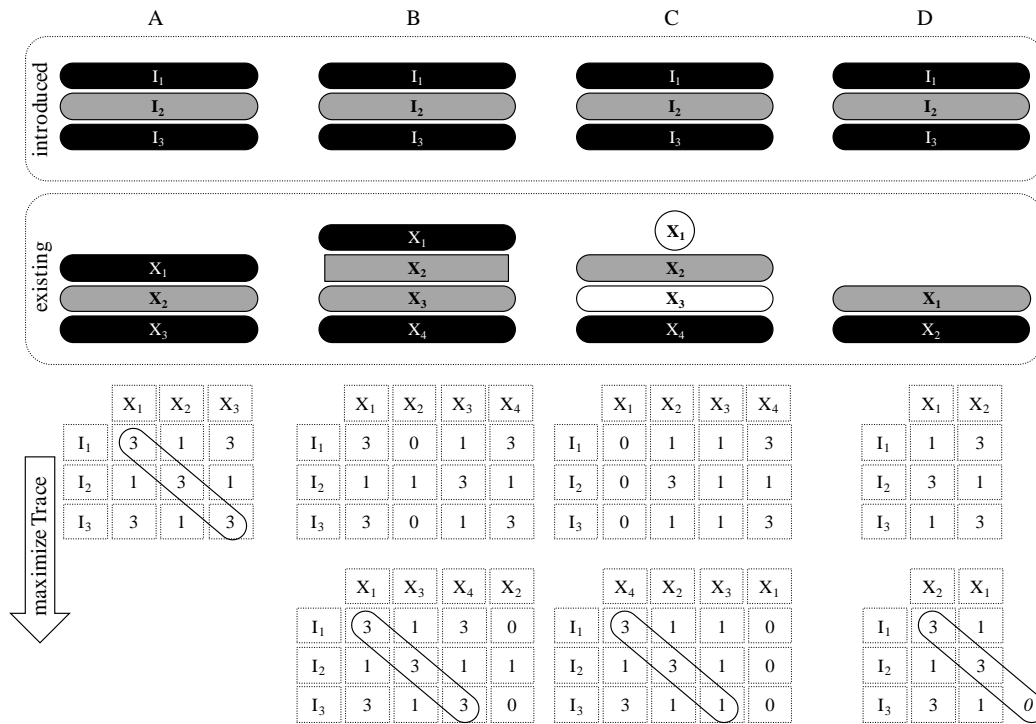 A B C D
introduced
I₁ I₁ I₁ I₁
I₂ I₂ I₂ I₂
I₃ I₃ I₃ I₃
existing
X₁ X₁
X₁ X₂ X₂
X₂ X₃ X₃ X₁
X₃ X₄ X₄ X₂
maximize Trace
X₁ X₂ X₃
I₁ 3 1 3
I₂ 1 3 1
I₃ 3 1 3
X₁ X₂ X₃ X₄
I₁ 3 0 1 3
I₂ 1 1 3 1
I₃ 3 0 1 3
X₁ X₂ X₃ X₄
I₁ 0 1 1 3
I₂ 0 3 1 1
I₃ 0 1 1 3
X₁ X₂
I₁ 1 3
I₂ 3 1
I₃ 1 3
X₁ X₃ X₄ X₂
I₁ 3 1 3 0
I₂ 1 3 1 1
I₃ 3 1 3 0
X₄ X₂ X₃ X₁
I₁ 3 1 1 0
I₂ 1 3 1 0
I₃ 3 1 1 0
X₂ X₁
I₁ 3 1
I₂ 1 3
I₃ 3 1 0